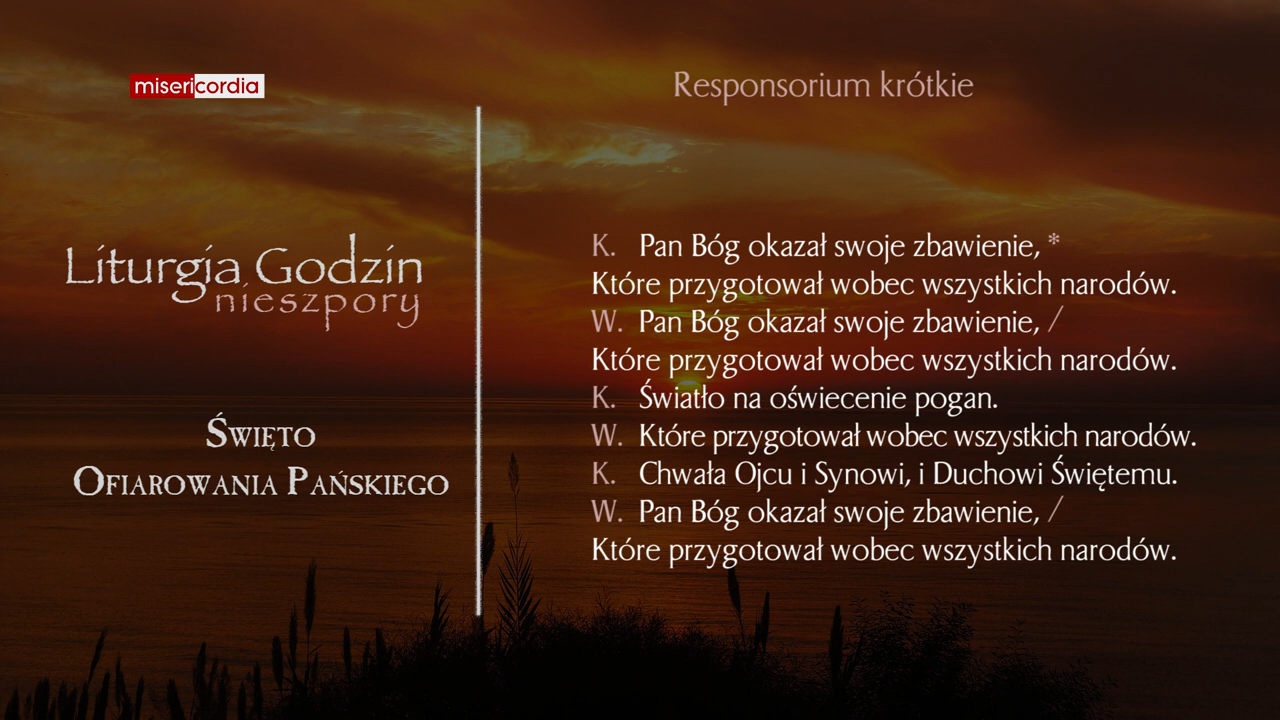 misericordia
Liturgia Godzin
nieszpory
Święto
Ofiarowania Pańskiego
Responsorium krótkie
K. Pan Bóg okazał swoje zbawienie, *
Które przygotował wobec wszystkich narodów.
W. Pan Bóg okazał swoje zbawienie, /
Które przygotował wobec wszystkich narodów.
K. Światło na oświecenie pogan.
W. Które przygotował wobec wszystkich narodów.
K. Chwała Ojcu i Synowi, i Duchowi Świętemu.
W. Pan Bóg okazał swoje zbawienie, /
Które przygotował wobec wszystkich narodów.